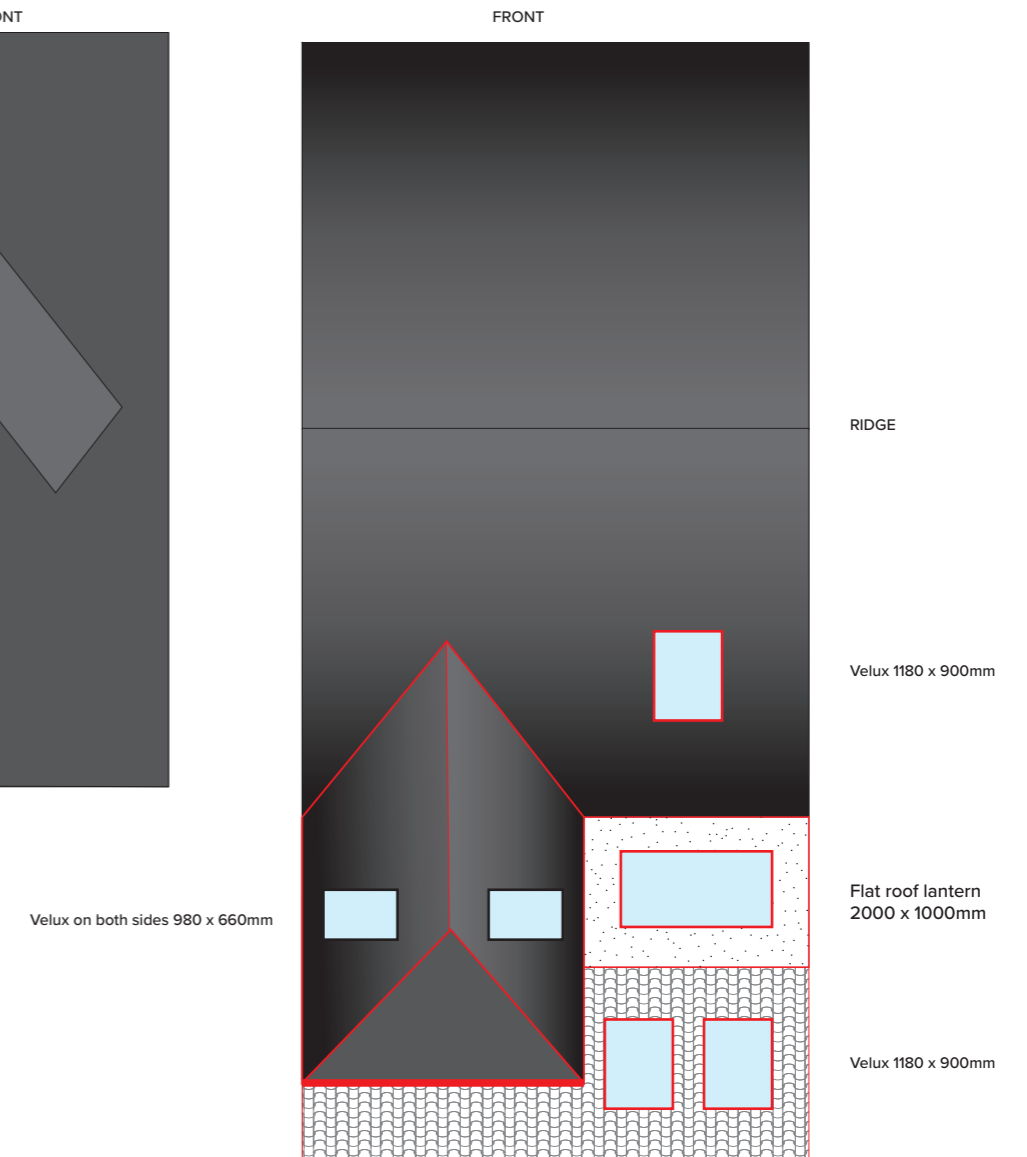 FRONT
RIDGE
Velux 1180 x 900mm
Flat roof lantern
2000 x 1000mm
Velux on both sides 980 x 660mm
Velux 1180 x 900mm